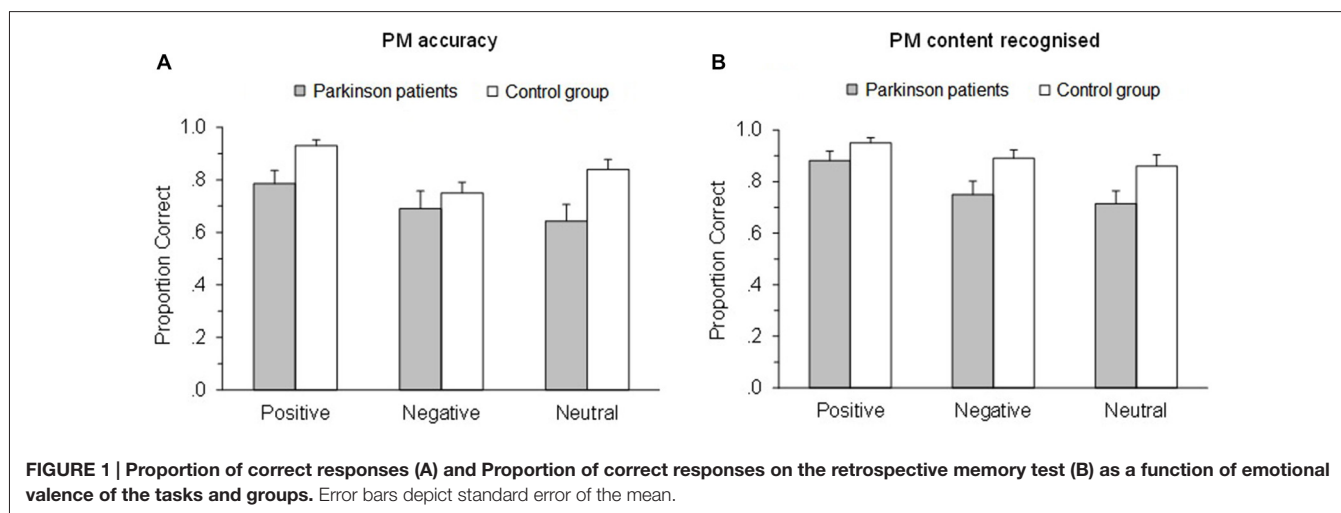 PM accuracy
A
Parkinson patients Control group
1.0
.8
.6
.4
.2
.0
Proportion Correct
Positive Negative Neutral
PM content recognised
B
Parkinson patients Control group
1.0
.8
.6
.4
.2
.0
Proportion Correct
Positive Negative Neutral
FIGURE 1 | Proportion of correct responses (A) and Proportion of correct responses on the retrospective memory test (B) as a function of emotional
valence of the tasks and groups. Error bars depict standard error of the mean.